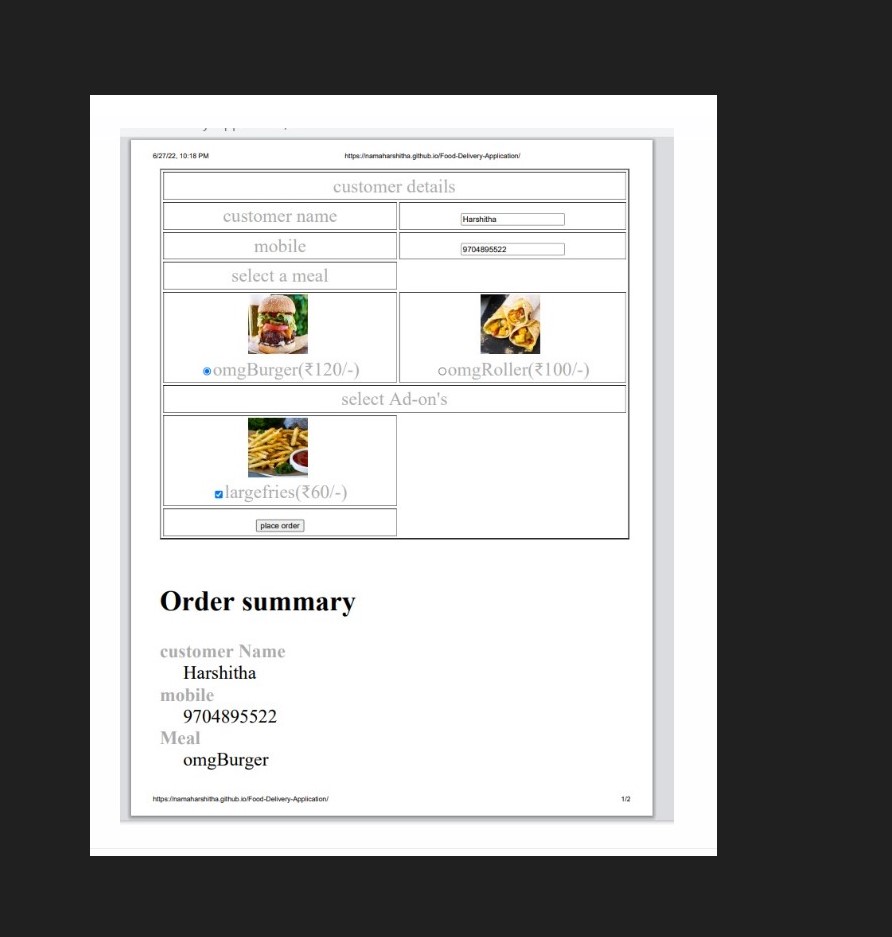 6/27/22, 10:18 PM https://namaharshitha.github.io/Food-Delivery-Application/
customer details
customer name Harshitha
mobile 9704895522
select a meal
omgBurger(₹120/-) omgRoller(₹100/-)
select Ad-on's
largefries(₹60/-)
place order
Order summary
customer Name
Harshitha
mobile
9704895522
Meal
omgBurger
https://namaharshitha.github.io/Food-Delivery-Application/ 1/2